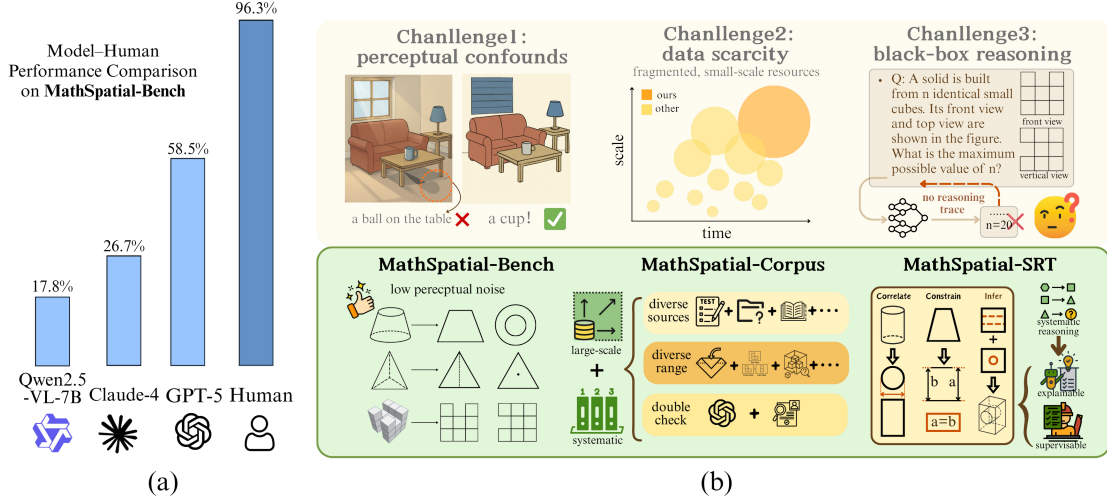 96.3%
Model–Human
Performance Comparison
on MathSpatial-Bench
58.5%
26.7%
17.8%
Qwen2.5
-VL-7B
Claude-4
GPT-5
Human
(a)
Chanllenge1:
perceptual confounds
a ball on the table
a cup!
Chanllenge2:
data scarcity
fragmented, small-scale resources
ours
other
scale
time
Chanllenge3:
black-box reasoning
• Q: A solid is built
from n identical small
cubes. Its front view
and top view are
shown in the figure.
What is the maximum
possible value of n?
front view
vertical view
no reasoning
trace
......
n=20
MathSpatial-Bench
low perecptual noise
MathSpatial-Corpus
large-scale
+
1 2 3
systematic
diverse
sources
TEST
+ + +····
diverse
range
+ + +····
double
check
+
MathSpatial-SRT
Correlate
Constrain
Infer
+
b a
a=b
systematic
reasoning
explainable
supervisable
(b)